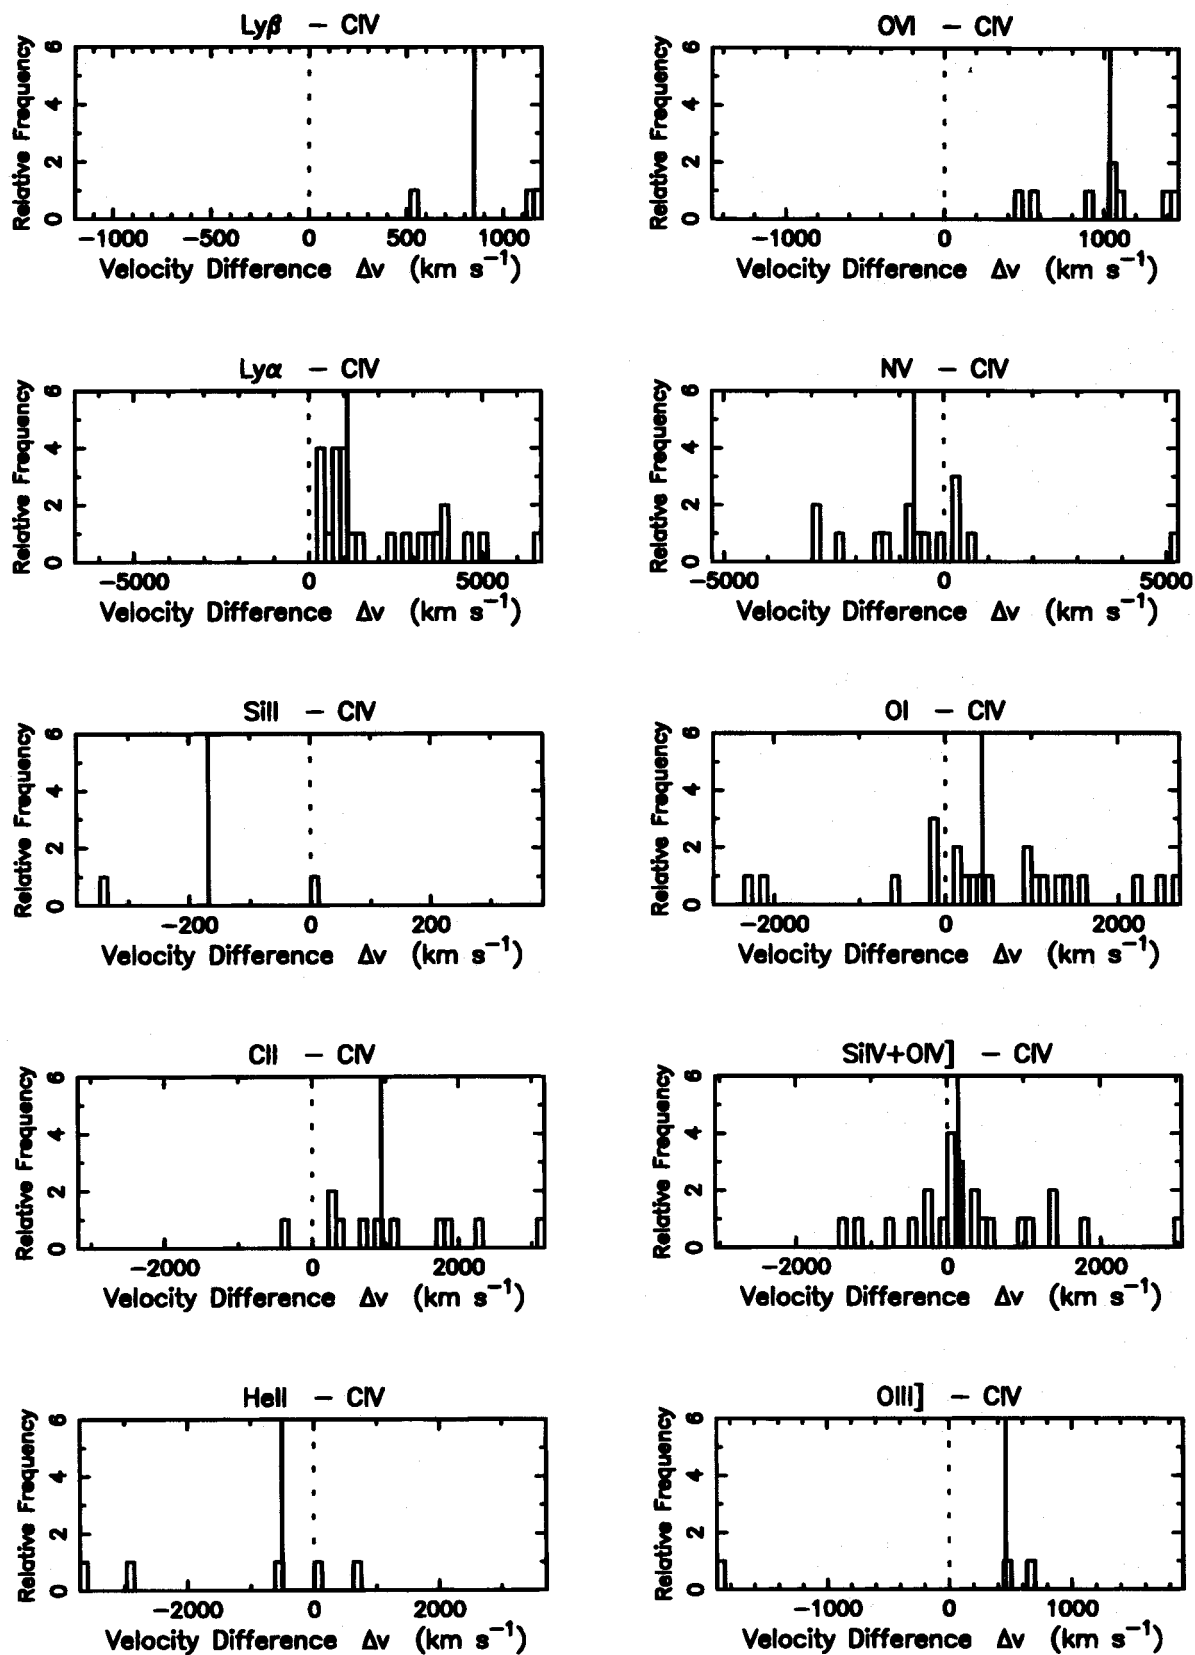 Lyβ − CIV
Relative Frequency
0 2 4 6
−1000 −500 0 500 1000
Velocity Difference Δv (km s⁻¹)
OVI − CIV
Relative Frequency
0 2 4 6
−1000 0 1000
Velocity Difference Δv (km s⁻¹)
Lyα − CIV
Relative Frequency
0 2 4 6
−5000 0 5000
Velocity Difference Δv (km s⁻¹)
NV − CIV
Relative Frequency
0 2 4 6
−5000 0 5000
Velocity Difference Δv (km s⁻¹)
SiII − CIV
Relative Frequency
0 2 4 6
−200 0 200
Velocity Difference Δv (km s⁻¹)
OI − CIV
Relative Frequency
0 2 4 6
−2000 0 2000
Velocity Difference Δv (km s⁻¹)
CII − CIV
Relative Frequency
0 2 4 6
−2000 0 2000
Velocity Difference Δv (km s⁻¹)
SiIV+OIV] − CIV
Relative Frequency
0 2 4 6
−2000 0 2000
Velocity Difference Δv (km s⁻¹)
HeII − CIV
Relative Frequency
0 2 4 6
−2000 0 2000
Velocity Difference Δv (km s⁻¹)
OIII] − CIV
Relative Frequency
0 2 4 6
−1000 0 1000
Velocity Difference Δv (km s⁻¹)